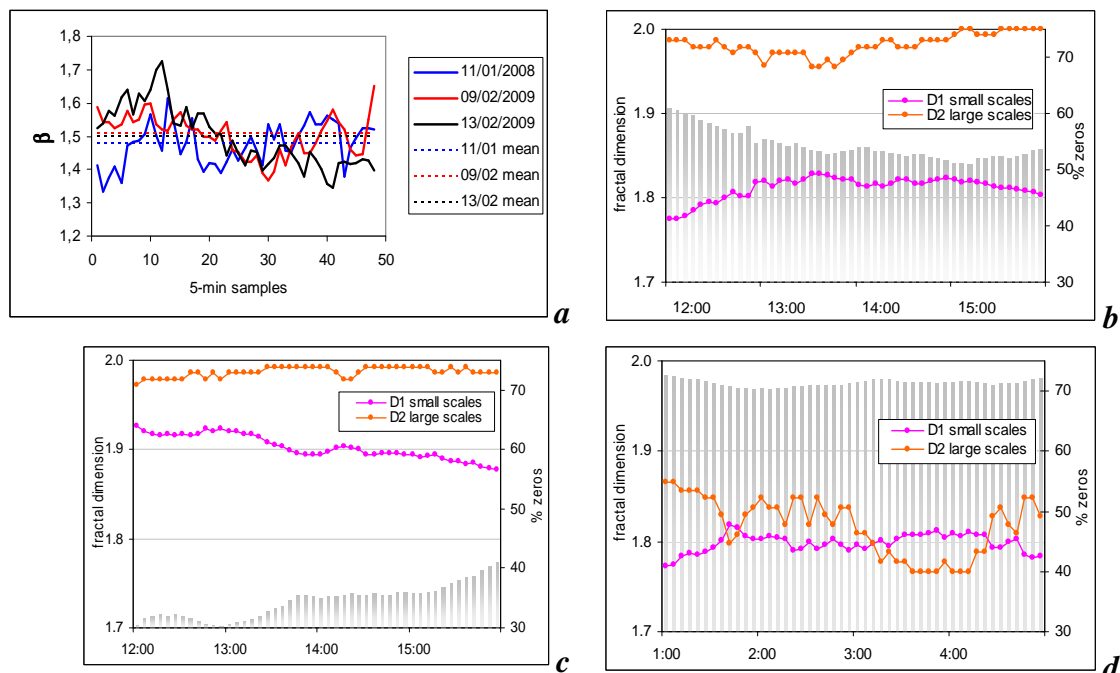 1,8
1,7
1,6
1,5
1,4
1,3
1,2
β
0 10 20 30 40 50
5-min samples
11/01/2008
09/02/2009
13/02/2009
11/01 mean
09/02 mean
13/02 mean
a
2.0
1.9
1.8
1.7
fractal dimension
D1 small scales
D2 large scales
70
60
50
40
30
% zeros
12:00 13:00 14:00 15:00
b
2.0
1.9
1.8
1.7
fractal dimension
D1 small scales
D2 large scales
70
60
50
40
30
% zeros
12:00 13:00 14:00 15:00
c
2.0
1.9
1.8
1.7
fractal dimension
D1 small scales
D2 large scales
70
60
50
40
30
% zeros
1:00 2:00 3:00 4:00
d